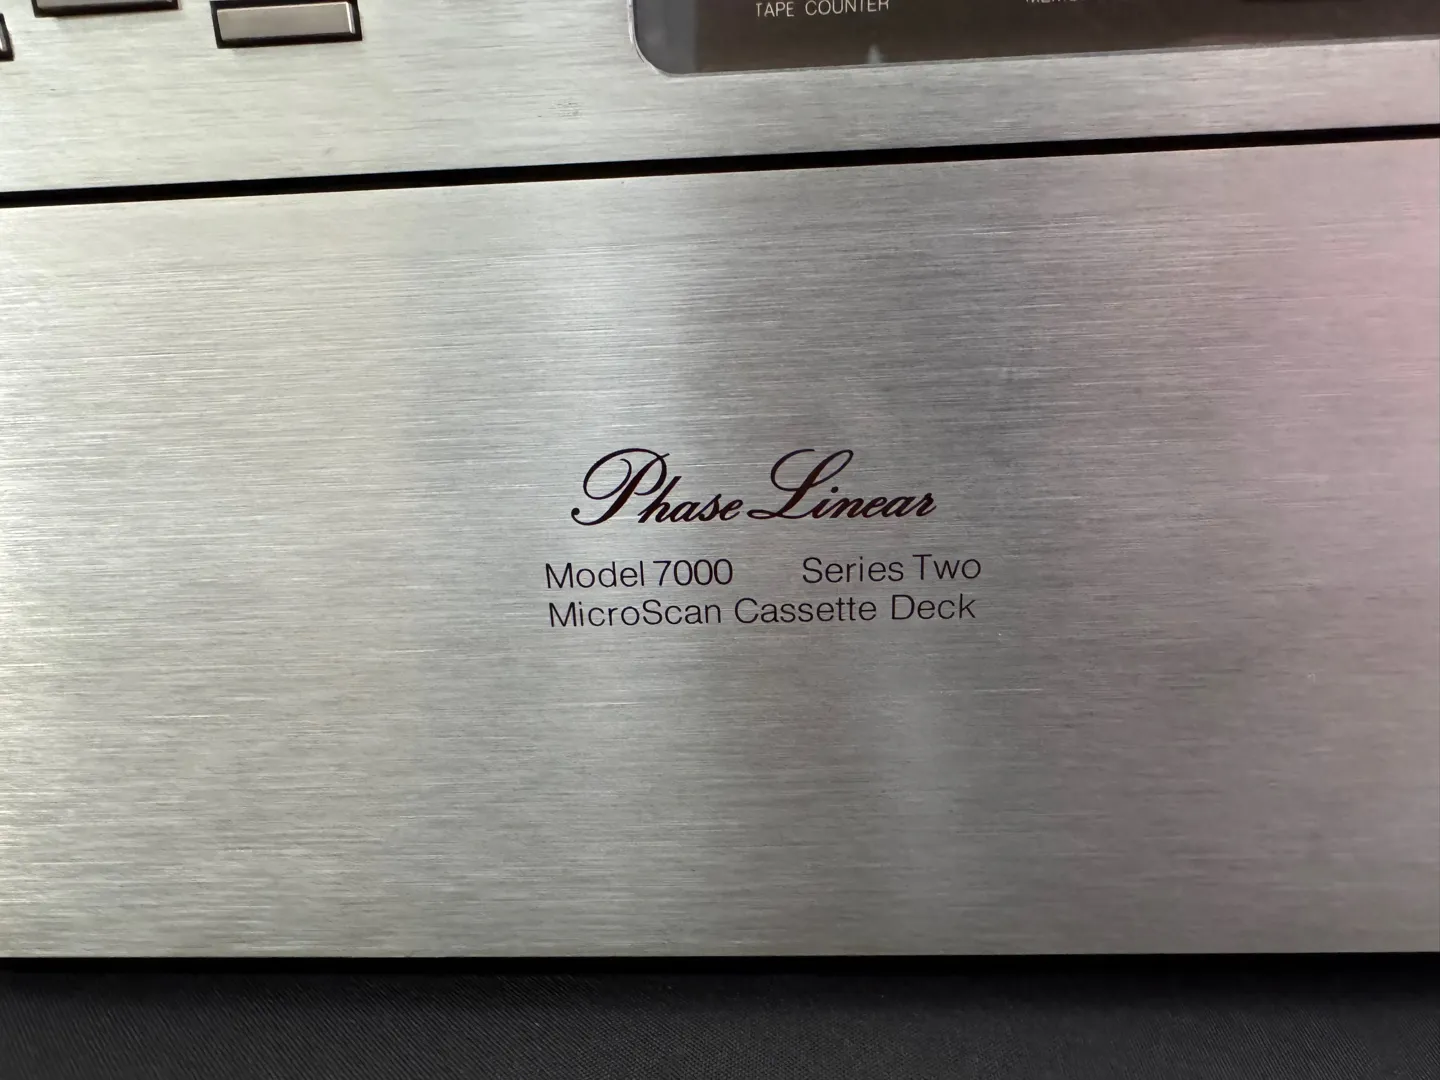 TAPE COUNTER
Phase Linear
Model 7000 Series Two
MicroScan Cassette Deck